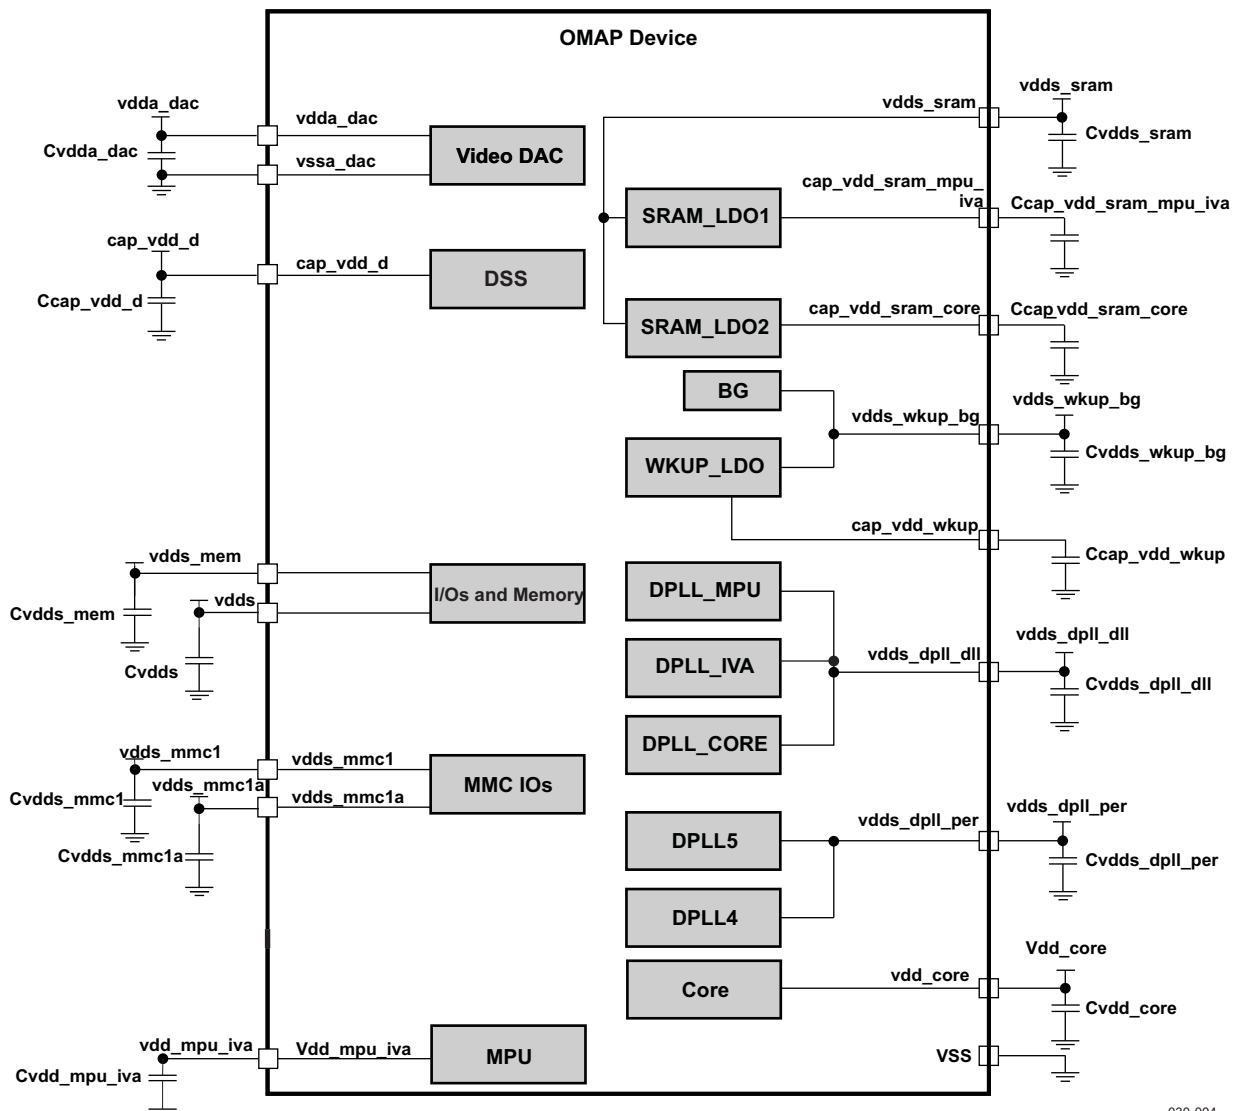 OMAP Device
vdda_dac
vdda_dac
Cvdda_dac
vssa_dac
Video DAC
cap_vdd_d
cap_vdd_d
Ccap_vdd_d
DSS
vdds_mem
Cvdds_mem
vdds
Cvdds
I/Os and Memory
vdds_mmc1
vdds_mmc1
Cvdds_mmc1
vdds_mmc1a
vdds_mmc1a
Cvdds_mmc1a
MMC IOs
vdd_mpu_iva
Vdd_mpu_iva
Cvdd_mpu_iva
MPU
vdds_sram
vdds_sram
Cvdds_sram
SRAM_LDO1
cap_vdd_sram_mpu_
iva
Ccap_vdd_sram_mpu_iva
SRAM_LDO2
cap_vdd_sram_core
Ccap vdd_sram_core
BG
WKUP_LDO
vdds_wkup_bg
vdds_wkup_bg
Cvdds_wkup_bg
cap_vdd_wkup
Ccap_vdd_wkup
DPLL_MPU
DPLL_IVA
DPLL_CORE
vdds_dpll_dll
vdds_dpll_dll
Cvdds_dpll_dll
DPLL5
DPLL4
vdds_dpll_per
vdds_dpll_per
Cvdds_dpll_per
Core
vdd_core
Vdd_core
Cvdd_core
VSS